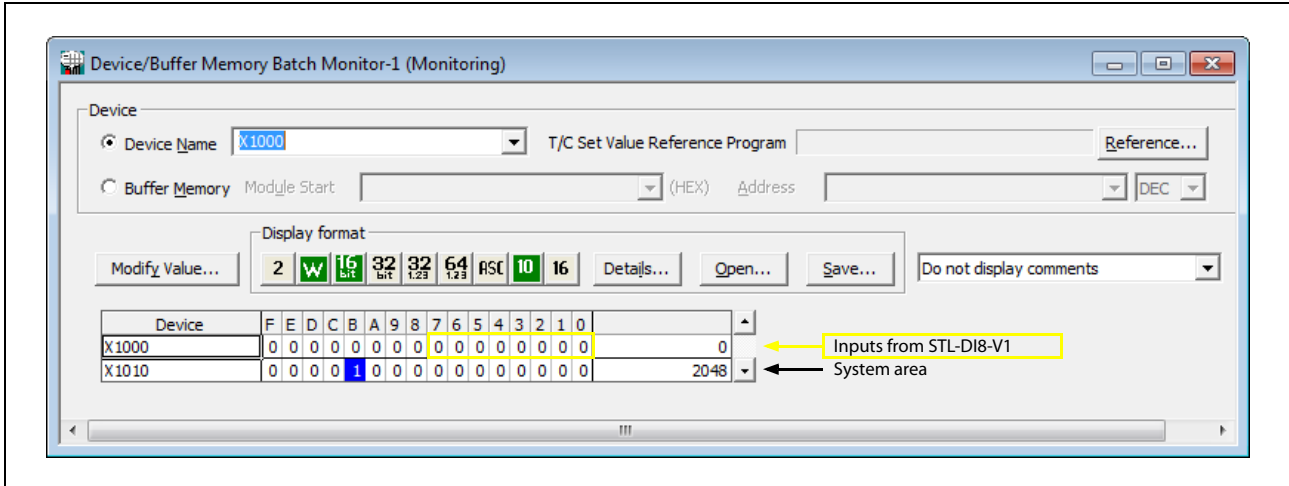 Device/Buffer Memory Batch Monitor-1 (Monitoring)
Device
Device Name X1000 T/C Set Value Reference Program Reference...
Buffer Memory Module Start (HEX) Address DEC
Display format
Modify Value... 2 W 16 bit 32 bit 32 1.23 64 1.23 ASC 10 16 Details... Open... Save... Do not display comments
Device F E D C B A 9 8 7 6 5 4 3 2 1 0
X1000 0 0 0 0 0 0 0 0 0 0 0 0 0 0 0 0 0 Inputs from STL-DI8-V1
X1010 0 0 0 0 1 0 0 0 0 0 0 0 0 0 0 0 2048 System area